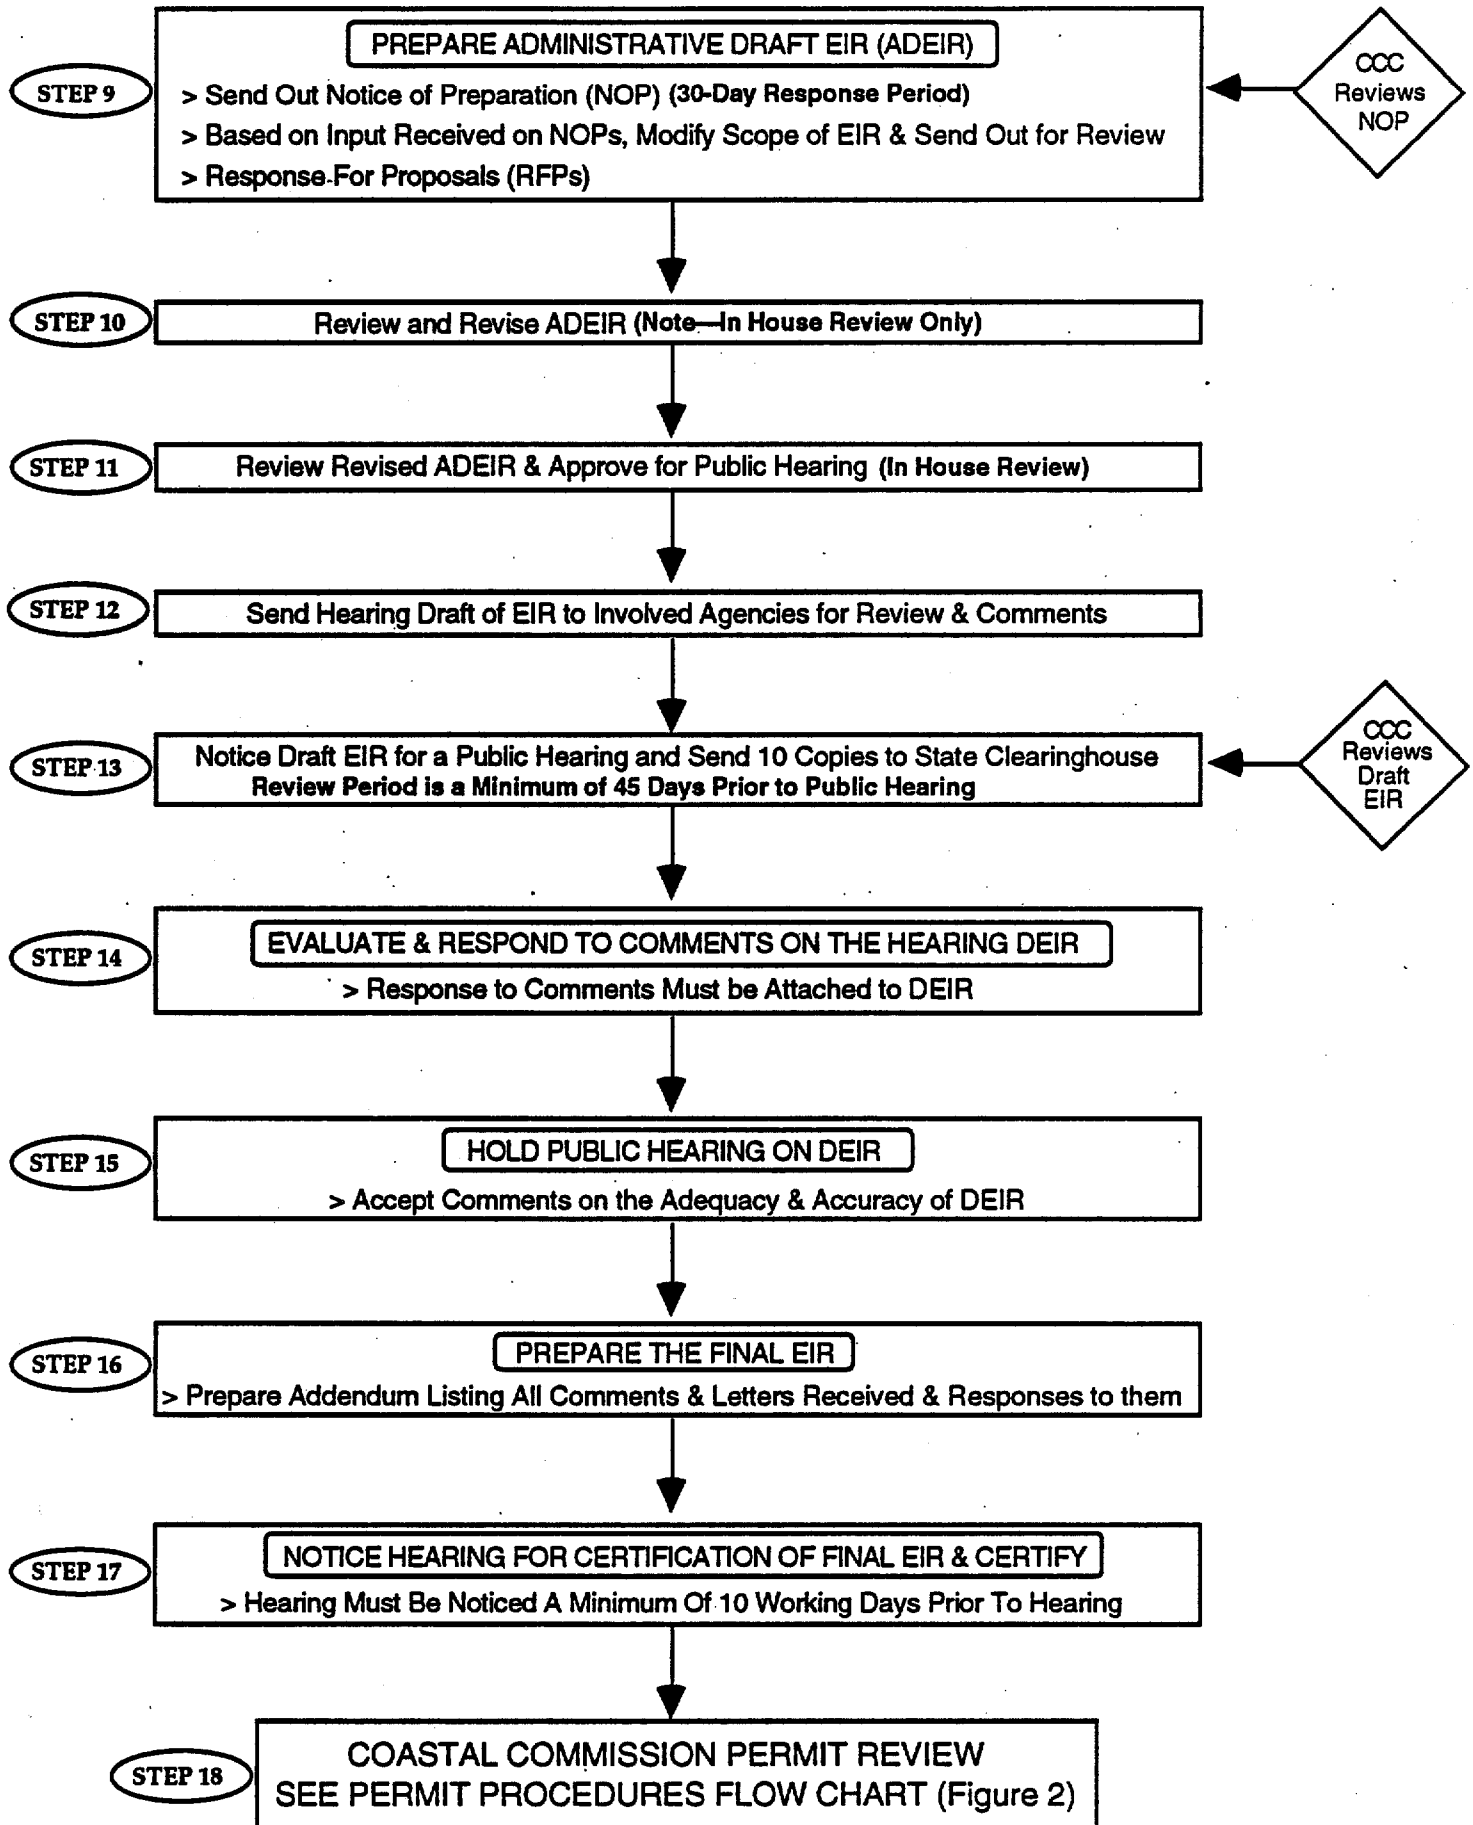 PREPARE ADMINISTRATIVE DRAFT EIR (ADEIR)
STEP 9
> Send Out Notice of Preparation (NOP) (30-Day Response Period)
> Based on Input Received on NOPs, Modify Scope of EIR & Send Out for Review
> Response-For Proposals (RFPs)
CCC
Reviews
NOP
STEP 10
Review and Revise ADEIR (Note—In House Review Only)
STEP 11
Review Revised ADEIR & Approve for Public Hearing (In House Review)
STEP 12
Send Hearing Draft of EIR to Involved Agencies for Review & Comments
STEP 13
Notice Draft EIR for a Public Hearing and Send 10 Copies to State Clearinghouse
Review Period is a Minimum of 45 Days Prior to Public Hearing
CCC
Reviews
Draft
EIR
STEP 14
EVALUATE & RESPOND TO COMMENTS ON THE HEARING DEIR
> Response to Comments Must be Attached to DEIR
STEP 15
HOLD PUBLIC HEARING ON DEIR
> Accept Comments on the Adequacy & Accuracy of DEIR
STEP 16
PREPARE THE FINAL EIR
> Prepare Addendum Listing All Comments & Letters Received & Responses to them
STEP 17
NOTICE HEARING FOR CERTIFICATION OF FINAL EIR & CERTIFY
> Hearing Must Be Noticed A Minimum Of 10 Working Days Prior To Hearing
STEP 18
COASTAL COMMISSION PERMIT REVIEW
SEE PERMIT PROCEDURES FLOW CHART (Figure 2)